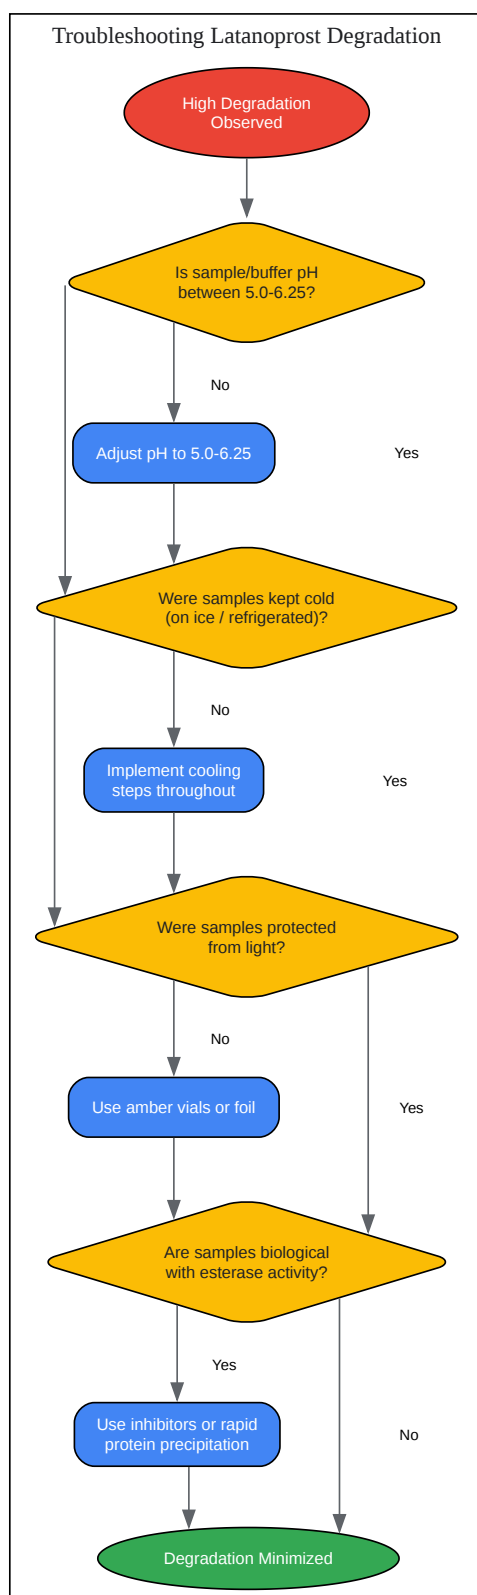 Troubleshooting Latanoprost Degradation
High Degradation
Observed
Is sample/buffer pH
between 5.0-6.25?
No
Adjust pH to 5.0-6.25
Yes
Were samples kept cold
(on ice / refrigerated)?
No
Implement cooling
steps throughout
Yes
Were samples protected
from light?
No
Use amber vials or foil
Yes
Are samples biological
with esterase activity?
Yes
Use inhibitors or rapid
protein precipitation
No
Degradation Minimized